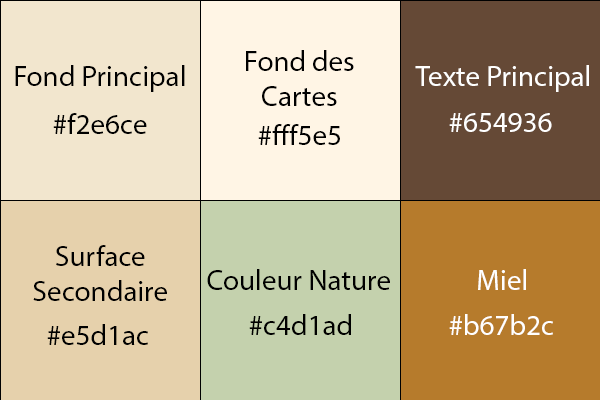 Fond Principal
#f2e6ce
Fond des
Cartes
#fff5e5
Texte Principal
#654936
Surface
Secondaire
#e5d1ac
Couleur Nature
#c4d1ad
Miel
#b67b2c